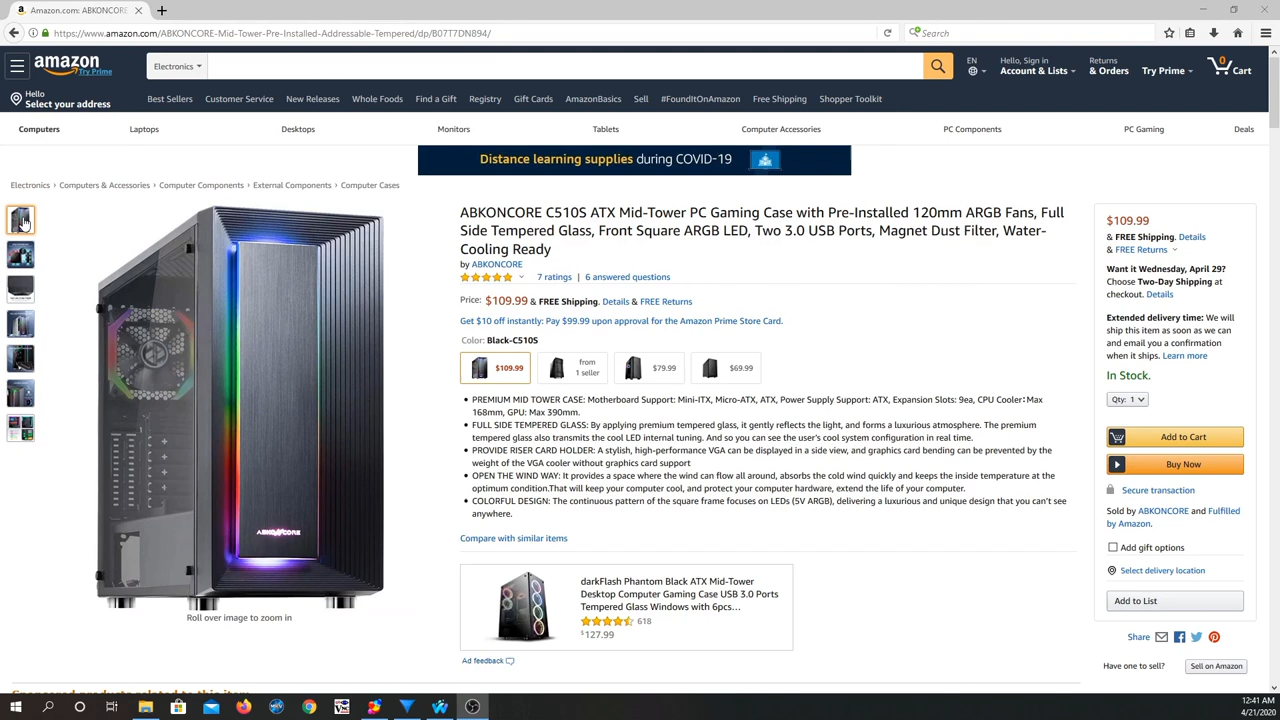 Amazon.com: ABKONCORE
https://www.amazon.com/ABKONCORE-Mid-Tower-Pre-Installed-Addressable-Tempered/dp/B07T7DN894/
Search
amazon
Try Prime
Electronics
EN
Hello, Sign in
Account & Lists
Returns
& Orders
Try Prime
0
Cart
Hello
Select your address
Best Sellers Customer Service New Releases Whole Foods Find a Gift Registry Gift Cards AmazonBasics Sell #FoundItOnAmazon Free Shipping Shopper Toolkit
Computers Laptops Desktops Monitors Tablets Computer Accessories PC Components PC Gaming Deals
Distance learning supplies during COVID-19
Electronics › Computers & Accessories › Computer Components › External Components › Computer Cases
ABKONCORE
Roll over image to zoom in
ABKONCORE C510S ATX Mid-Tower PC Gaming Case with Pre-Installed 120mm ARGB Fans, Full
Side Tempered Glass, Front Square ARGB LED, Two 3.0 USB Ports, Magnet Dust Filter, Water-
Cooling Ready
by ABKONCORE
7 ratings | 6 answered questions
Price: $109.99 & FREE Shipping. Details & FREE Returns
Get $10 off instantly: Pay $99.99 upon approval for the Amazon Prime Store Card.
Color: Black-C510S
$109.99
from
1 seller
$79.99
$69.99
• PREMIUM MID TOWER CASE: Motherboard Support: Mini-ITX, Micro-ATX, ATX, Power Supply Support: ATX, Expansion Slots: 9ea, CPU Cooler: Max
168mm, GPU: Max 390mm.
• FULL SIDE TEMPERED GLASS: By applying premium tempered glass, it gently reflects the light, and forms a luxurious atmosphere. The premium
tempered glass also transmits the cool LED internal tuning. And so you can see the user's cool system configuration in real time.
• PROVIDE RISER CARD HOLDER: A stylish, high-performance VGA can be displayed in a side view, and graphics card bending can be prevented by the
weight of the VGA cooler without graphics card support
• OPEN THE WIND WAY: It provides a space where the wind can flow all around, absorbs the cold wind quickly and keeps the inside temperature at the
optimum condition.That will keep your computer cool, and protect your computer hardware, extend the life of your computer.
• COLORFUL DESIGN: The continuous pattern of the square frame focuses on LEDs (5V ARGB), delivering a luxurious and unique design that you can't see
anywhere.
Compare with similar items
darkFlash Phantom Black ATX Mid-Tower
Desktop Computer Gaming Case USB 3.0 Ports
Tempered Glass Windows with 6pcs...
618
$127.99
Ad feedback
Sponsored products related to this item
$109.99
& FREE Shipping. Details
& FREE Returns
Want it Wednesday, April 29?
Choose Two-Day Shipping at
checkout. Details
Extended delivery time: We will
ship this item as soon as we can
and email you a confirmation
when it ships. Learn more
In Stock.
Qty: 1
Add to Cart
Buy Now
Secure transaction
Sold by ABKONCORE and Fulfilled
by Amazon.
Add gift options
Select delivery location
Add to List
Share
Have one to sell?
Sell on Amazon
12:41 AM
4/21/2020